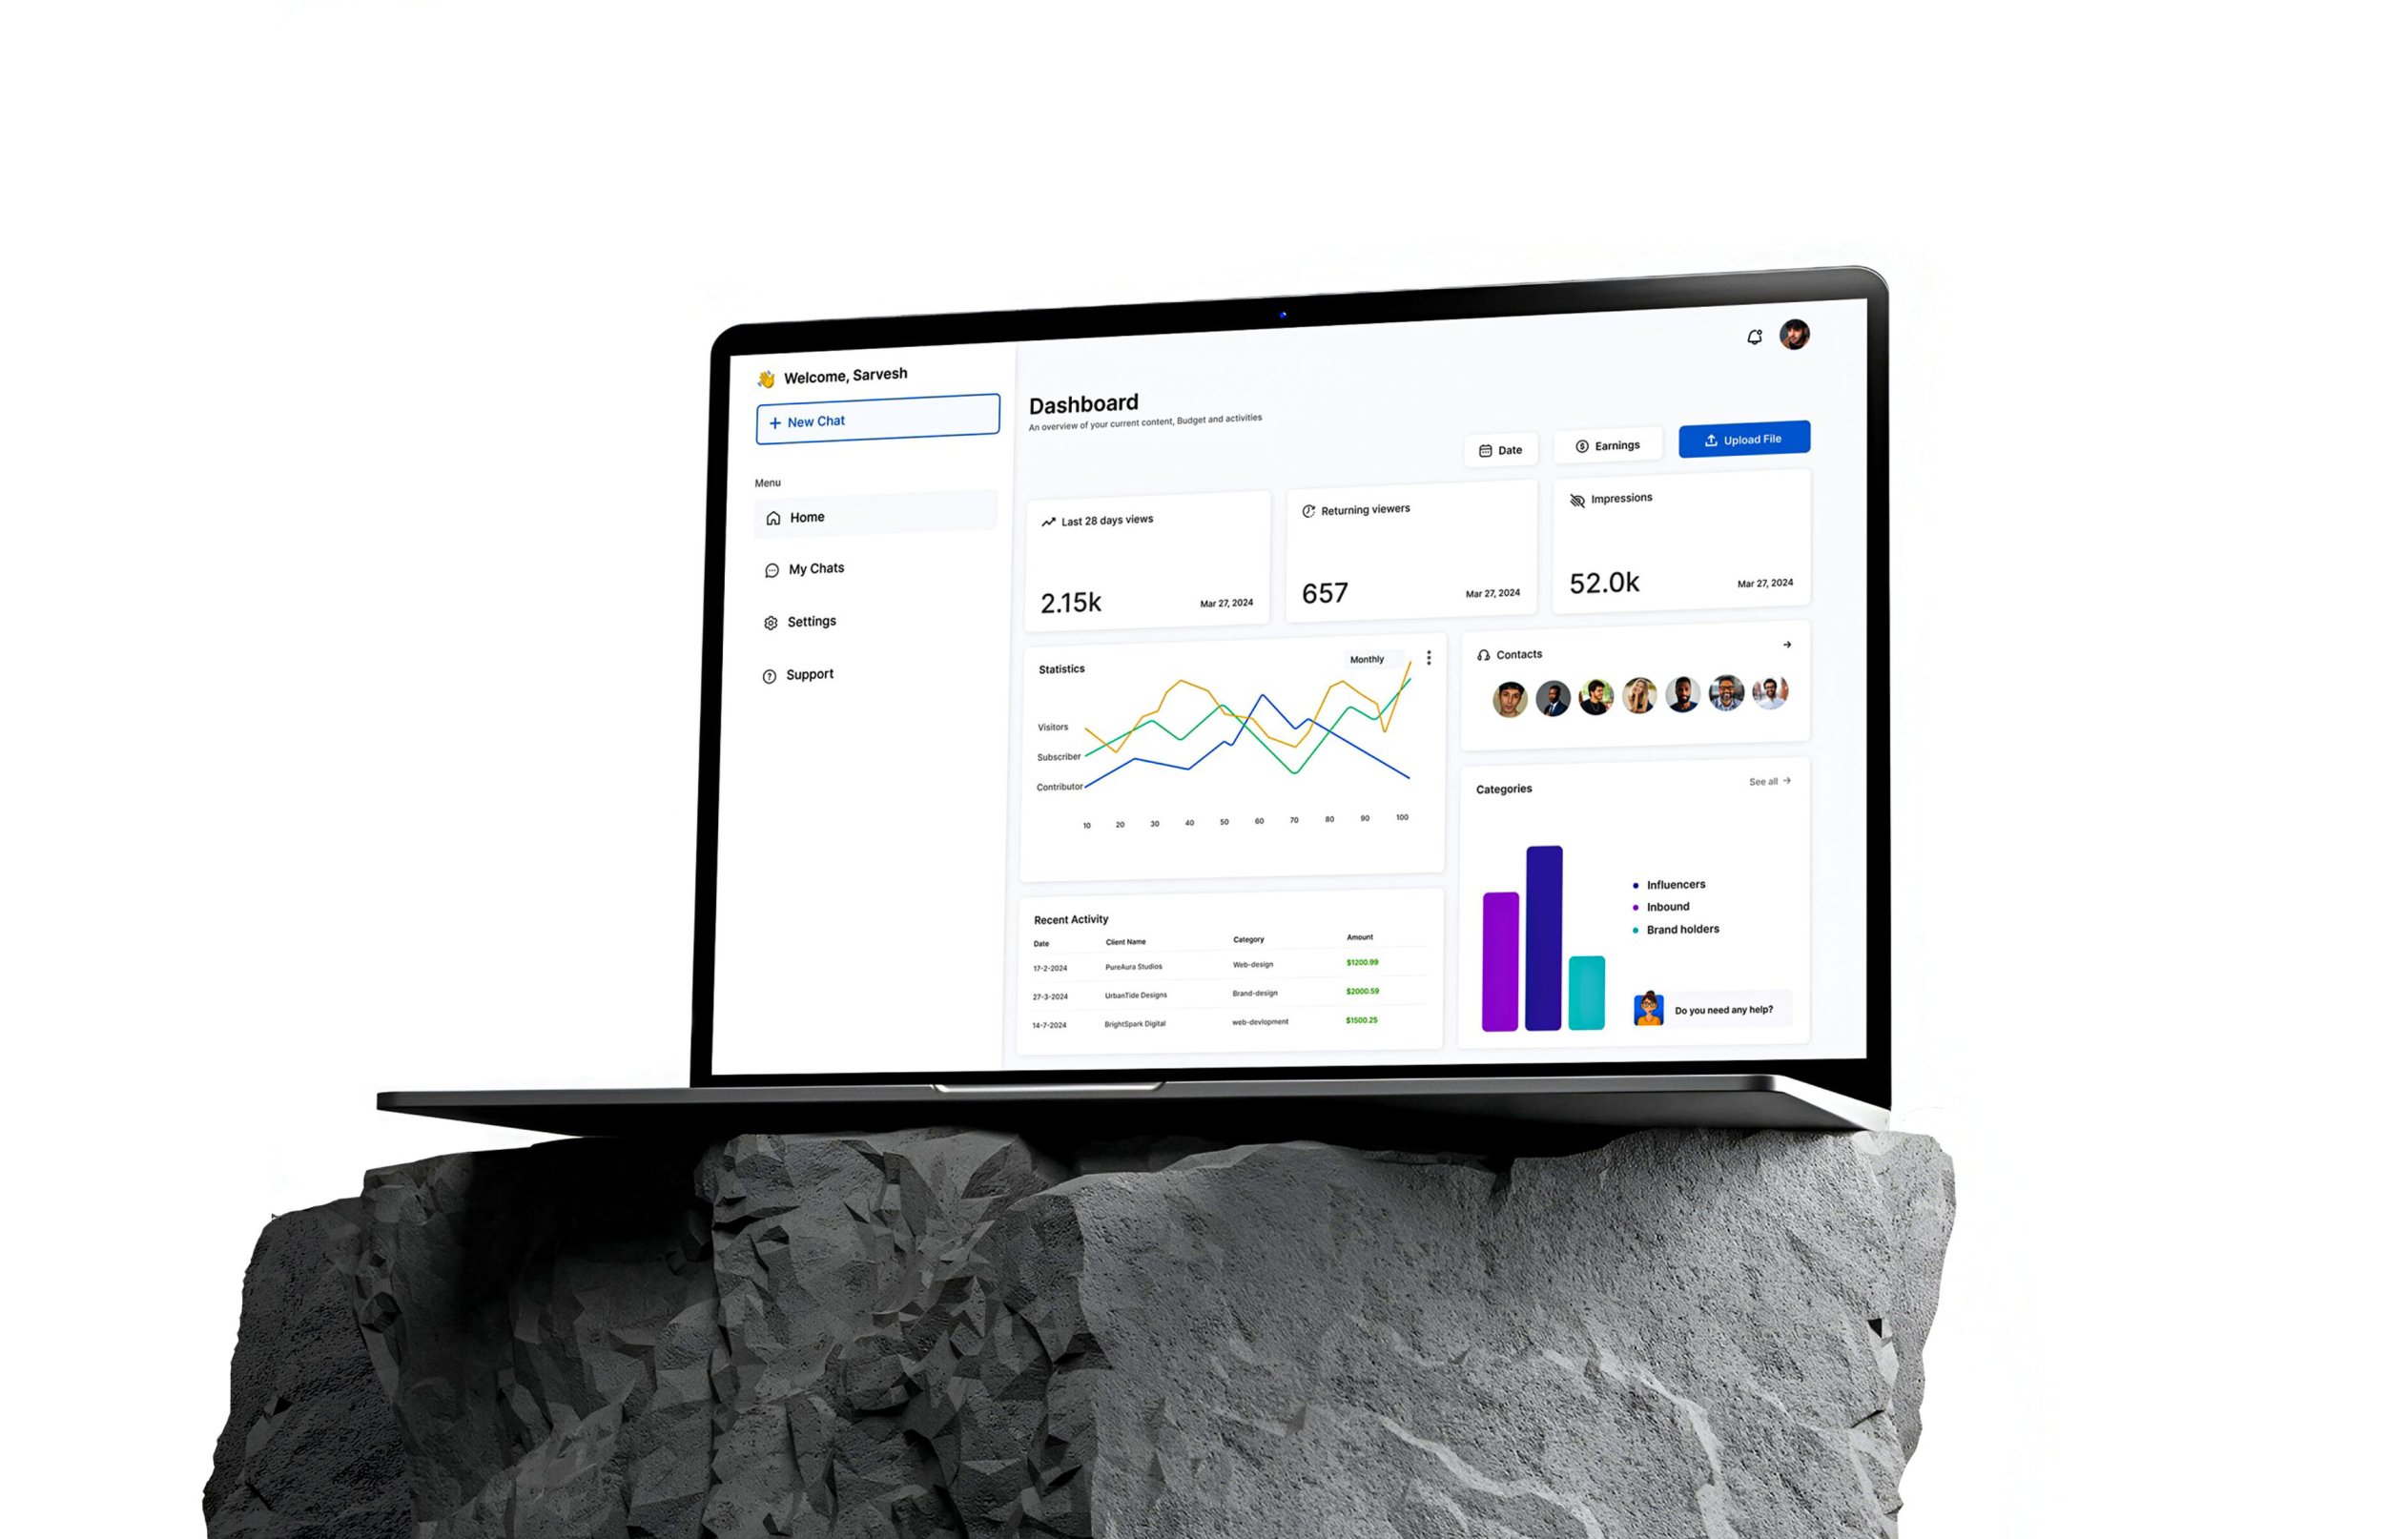 Welcome, Sarvesh
+ New Chat
Menu
Home
My Chats
Settings
Support
Dashboard
An overview of your current content, Budget and activities
Date
Earnings
Upload File
Last 28 days views
2.15k
Mar 27, 2024
Returning viewers
657
Mar 27, 2024
Impressions
52.0k
Mar 27, 2024
Statistics
Monthly
Visitors
Subscriber
Contributor
10 20 30 40 50 60 70 80 90 100
Contacts
Recent Activity
Date Client Name Category Amount
17-2-2024 PureAura Studios Web-design $1200.99
27-3-2024 UrbanTide Designs Brand-design $2000.59
14-7-2024 BrightSpark Digital web-devlopment $1500.25
Categories
See all
Influencers
Inbound
Brand holders
Do you need any help?